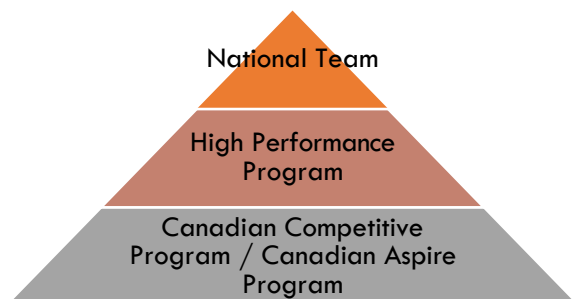 National Team
High Performance
Program
Canadian Competitive
Program / Canadian Aspire
Program